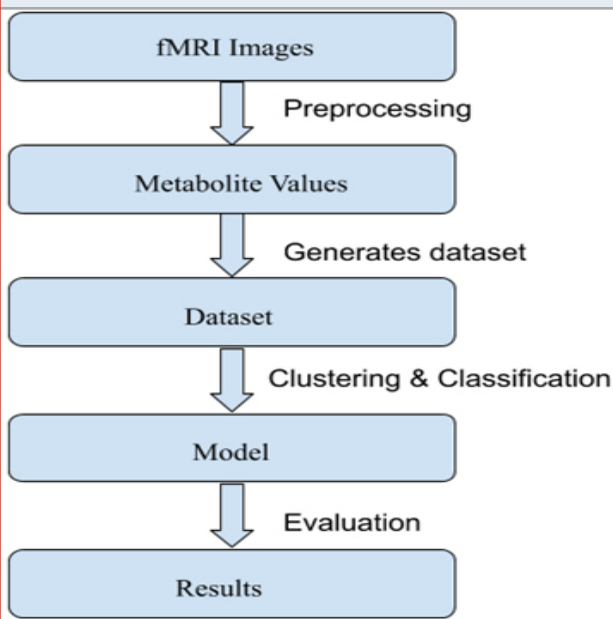 fMRI Images
Preprocessing
Metabolite Values
Generates dataset
Dataset
Clustering & Classification
Model
Evaluation
Results